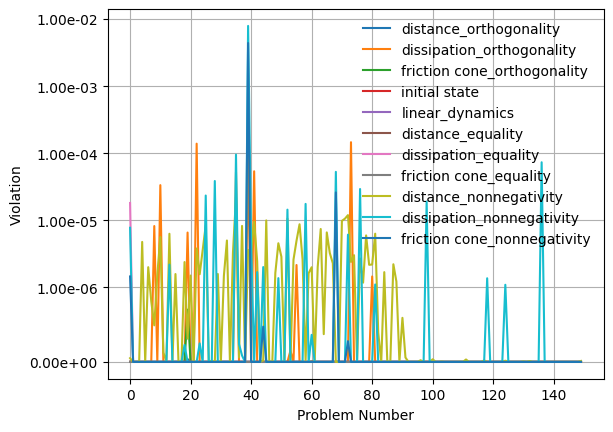 1.00e-02
1.00e-03
1.00e-04
1.00e-05
1.00e-06
0.00e+00
Violation
distance_orthogonality
dissipation_orthogonality
friction cone_orthogonality
initial state
linear_dynamics
distance_equality
dissipation_equality
friction cone_equality
distance_nonnegativity
dissipation_nonnegativity
friction cone_nonnegativity
0 20 40 60 80 100 120 140
Problem Number